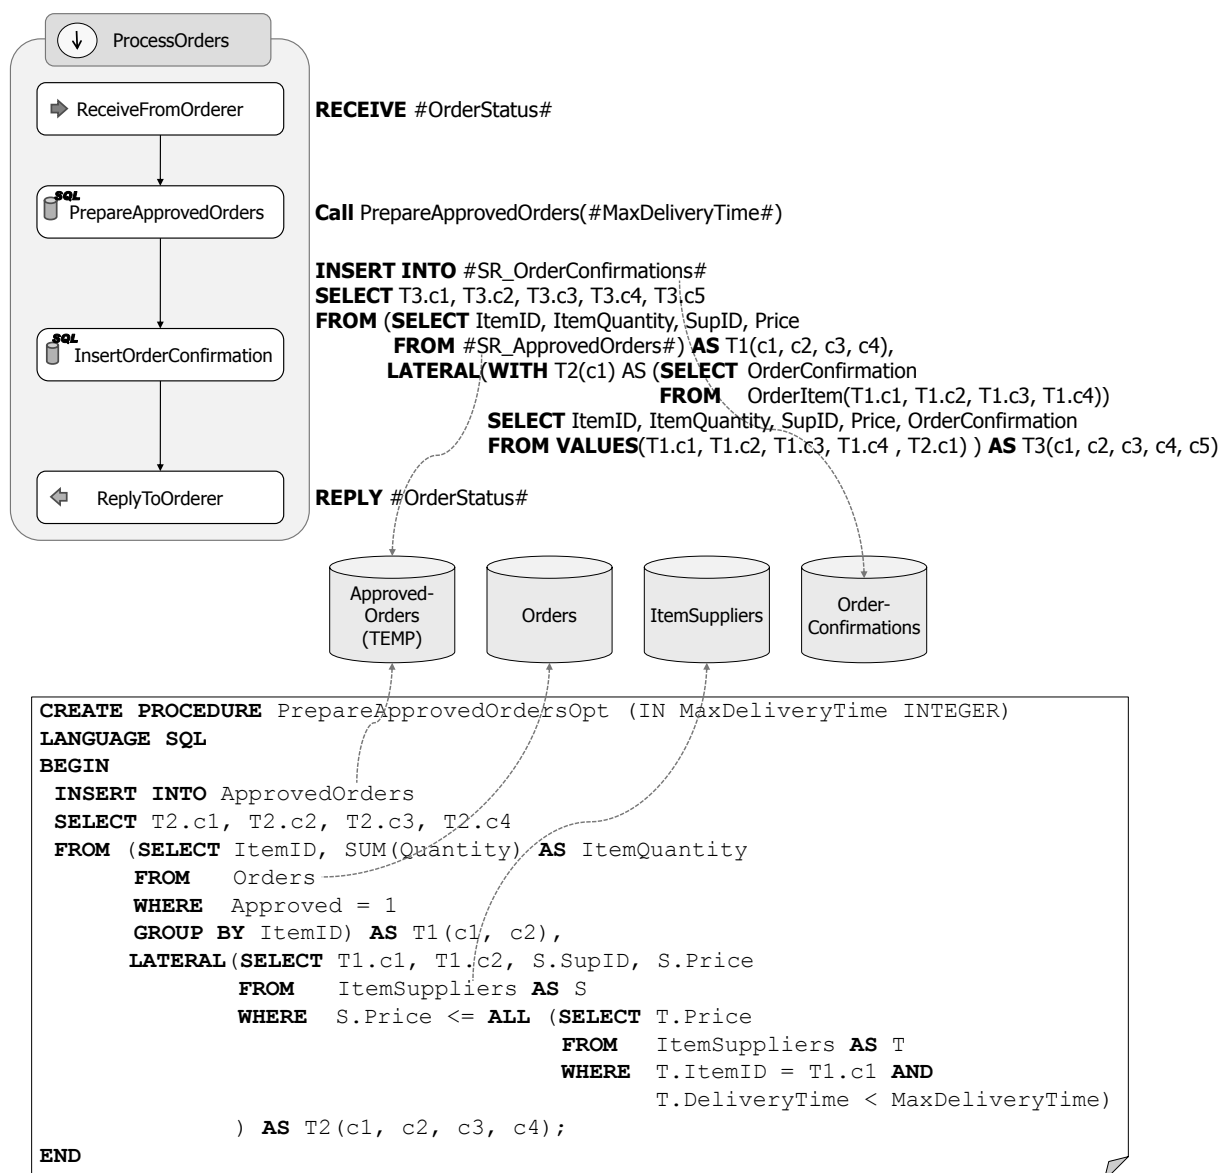 ProcessOrders
ReceiveFromOrderer
RECEIVE #OrderStatus#
SQL
PrepareApprovedOrders
Call PrepareApprovedOrders(#MaxDeliveryTime#)
INSERT INTO #SR_OrderConfirmations#
SELECT T3.c1, T3.c2, T3.c3, T3.c4, T3.c5
FROM (SELECT ItemID, ItemQuantity, SupID, Price
FROM #SR_ApprovedOrders#) AS T1(c1, c2, c3, c4),
LATERAL(WITH T2(c1) AS (SELECT OrderConfirmation
FROM OrderItem(T1.c1, T1.c2, T1.c3, T1.c4))
SELECT ItemID, ItemQuantity, SupID, Price, OrderConfirmation
FROM VALUES(T1.c1, T1.c2, T1.c3, T1.c4 , T2.c1) ) AS T3(c1, c2, c3, c4, c5)
SQL
InsertOrderConfirmation
ReplyToOrderer
REPLY #OrderStatus#
Approved-
Orders
(TEMP)
Orders
ItemSuppliers
Order-
Confirmations
CREATE PROCEDURE PrepareApprovedOrdersOpt (IN MaxDeliveryTime INTEGER)
LANGUAGE SQL
BEGIN
INSERT INTO ApprovedOrders
SELECT T2.c1, T2.c2, T2.c3, T2.c4
FROM (SELECT ItemID, SUM(Quantity) AS ItemQuantity
FROM Orders
WHERE Approved = 1
GROUP BY ItemID) AS T1(c1, c2),
LATERAL(SELECT T1.c1, T1.c2, S.SupID, S.Price
FROM ItemSuppliers AS S
WHERE S.Price <= ALL (SELECT T.Price
FROM ItemSuppliers AS T
WHERE T.ItemID = T1.c1 AND
T.DeliveryTime < MaxDeliveryTime)
) AS T2(c1, c2, c3, c4);
END